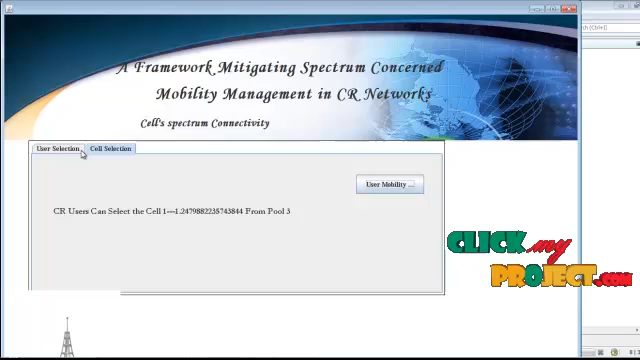 A Framework Mitigating Spectrum Concerned
Mobility Management in CR Networks
Cell's spectrum Connectivity
User Selection
Cell Selection
User Mobility ...
CR Users Can Select the Cell 1---1.2479882235743844 From Pool 3
CLICK my
PROJECT.com